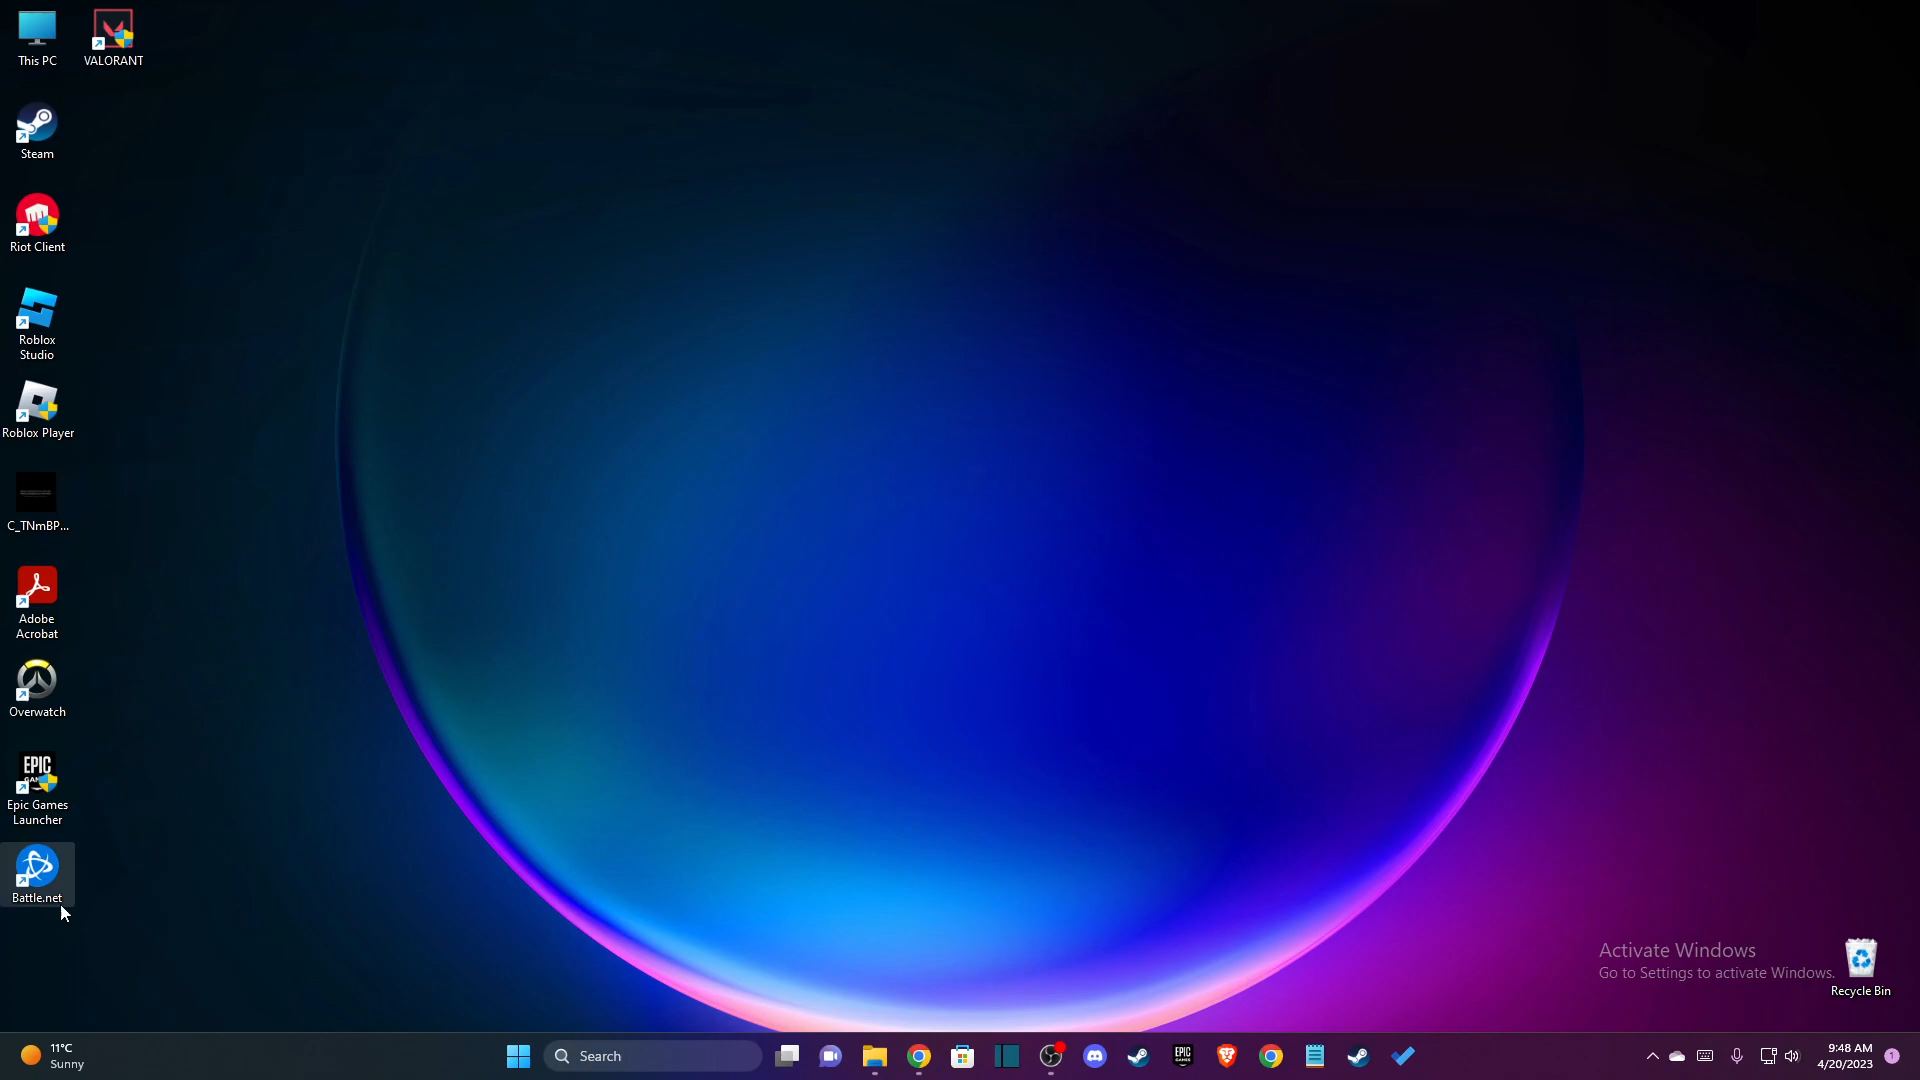 This PC
VALORANT
Steam
Riot Client
Roblox
Studio
Roblox Player
C_TNmBP...
Adobe
Acrobat
Overwatch
EPIC
Epic Games
Launcher
Battle.net
Activate Windows
Go to Settings to activate Windows.
Recycle Bin
11°C
Sunny
Search
EPIC
9:48 AM
4/20/2023
1